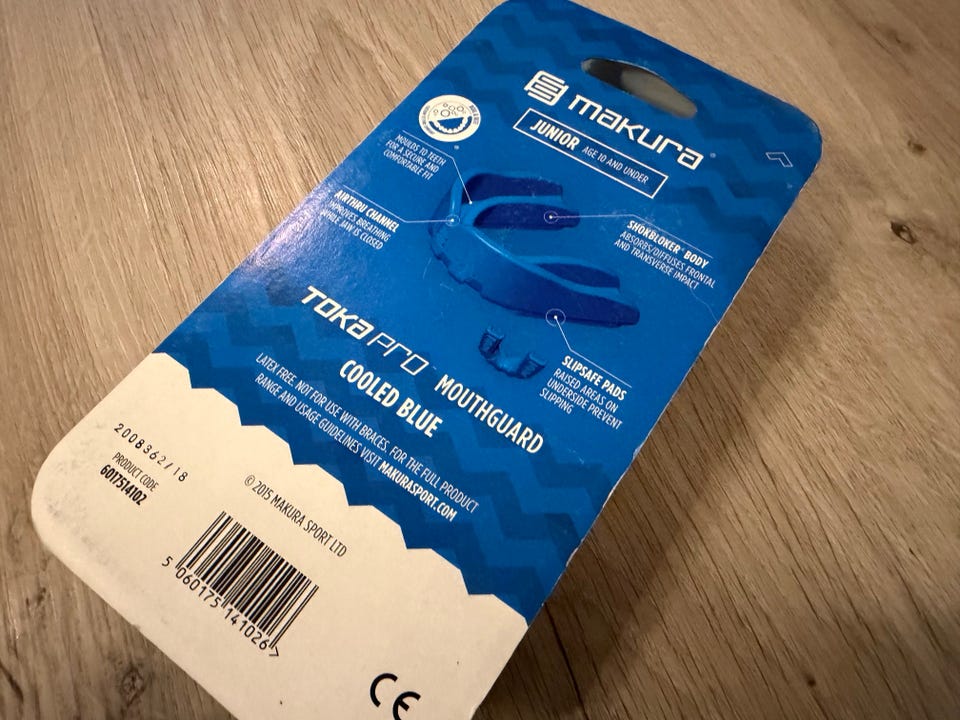 makura
JUNIOR AGE 10 AND UNDER
MOULDS TO TEETH
FOR A SECURE AND
COMFORTABLE FIT
AIRTHRU CHANNEL
IMPROVES BREATHING
WHILE JAW IS CLOSED
SHOKBLOKER® BODY
ABSORBS/DIFFUSES FRONTAL
AND TRANSVERSE IMPACT
SLIPSAFE PADS
RAISED AREAS ON
UNDERSIDE PREVENT
SLIPPING
TOKA PRO™ MOUTHGUARD
COOLED BLUE
LATEX FREE. NOT FOR USE WITH BRACES. FOR THE FULL PRODUCT
RANGE AND USAGE GUIDELINES VISIT MAKURASPORT.COM
2008362/18
PRODUCT CODE
6017514102
© 2015 MAKURA SPORT LTD
5 060175 141026 >
CE